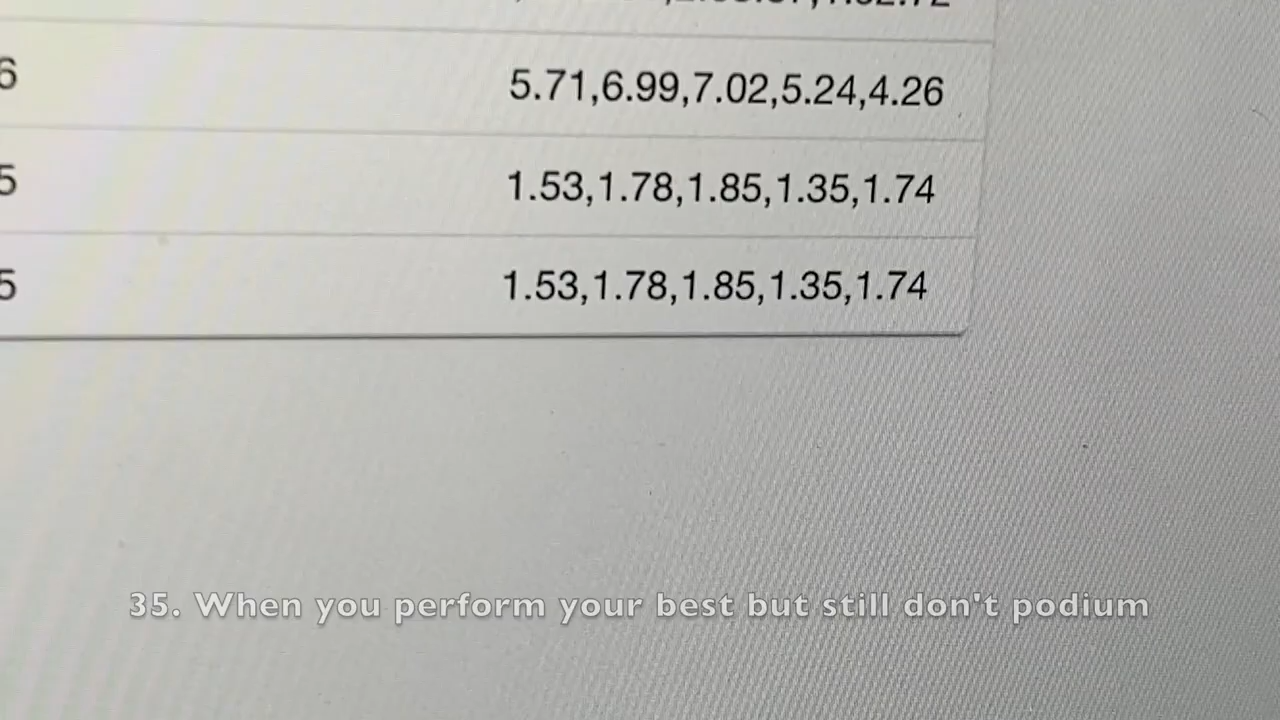 6 5.71,6.99,7.02,5.24,4.26
5 1.53,1.78,1.85,1.35,1.74
5 1.53,1.78,1.85,1.35,1.74
35. When you perform your best but still don't podium